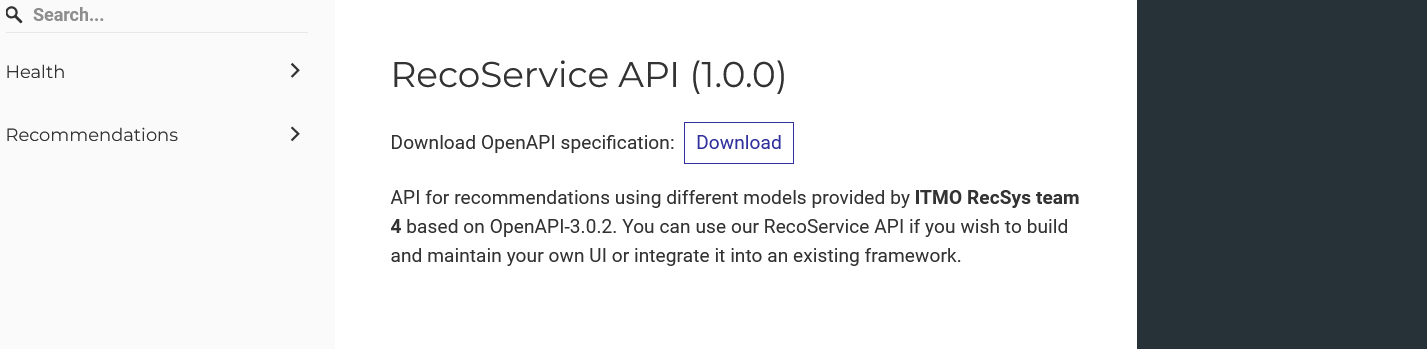 Search...
Health
Recommendations
RecoService API (1.0.0)
Download OpenAPI specification: Download
API for recommendations using different models provided by ITMO RecSys team
4 based on OpenAPI-3.0.2. You can use our RecoService API if you wish to build
and maintain your own UI or integrate it into an existing framework.